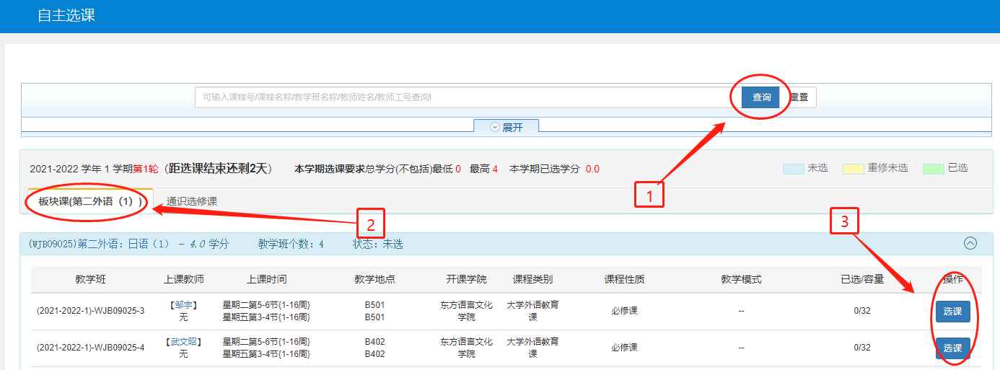 自主选课
可输入课程号/课程名称/教学班名称/教师姓名/教师工号查询!
查询
重置
展开
2021-2022 学年 1 学期第1轮（距选课结束还剩2天） 本学期选课要求总学分(不包括)最低 0 最高 4 本学期已选学分 0.0
未选 重修未选 已选
1
板块课(第二外语（1）) 通识选修课
2
3
(WJB09025)第二外语：日语（1） - 4.0 学分 教学班个数：4 状态：未选
教学班 上课教师 上课时间 教学地点 开课学院 课程类别 课程性质 教学模式 已选/容量 操作
(2021-2022-1)-WJB09025-3
【邹宇】
无
星期二第5-6节{1-16周}
星期五第3-4节{1-16周}
B501
B501
东方语言文化
学院
大学外语教育
课
必修课
--
0/32
选课
(2021-2022-1)-WJB09025-4
【武文昭】
无
星期二第5-6节{1-16周}
星期五第3-4节{1-16周}
B402
B402
东方语言文化
学院
大学外语教育
课
必修课
--
0/32
选课